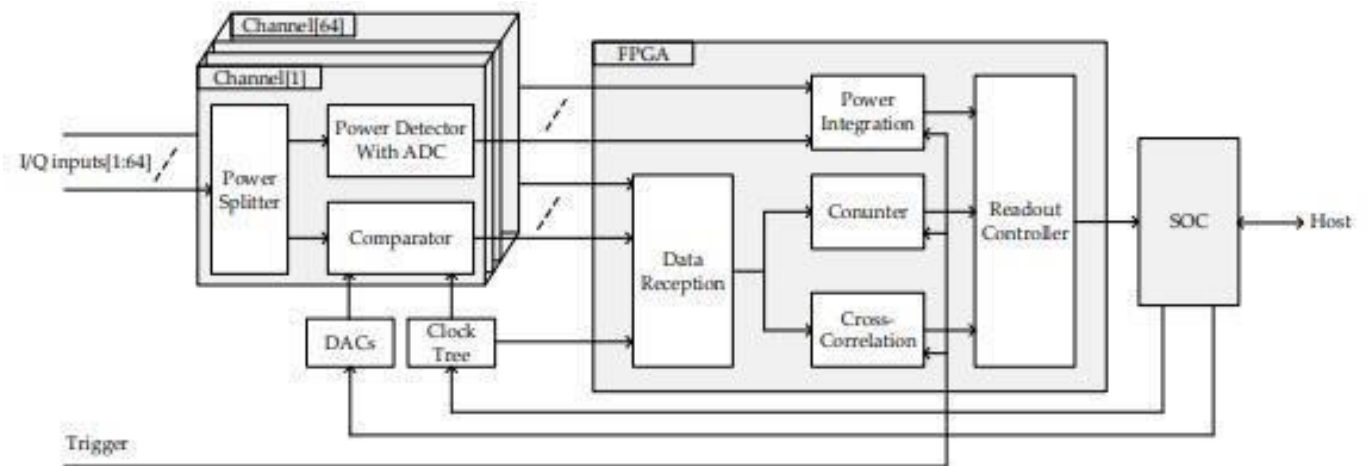 Channel[64]
Channel[1]
FPGA
Power Detector
With ADC
Power
Integration
I/Q inputs[1:64]
Power
Splitter
Comparator
Data
Reception
Conunter
Readout
Controller
SOC
Host
DACs
Clock
Tree
Cross-
Correlation
Trigger